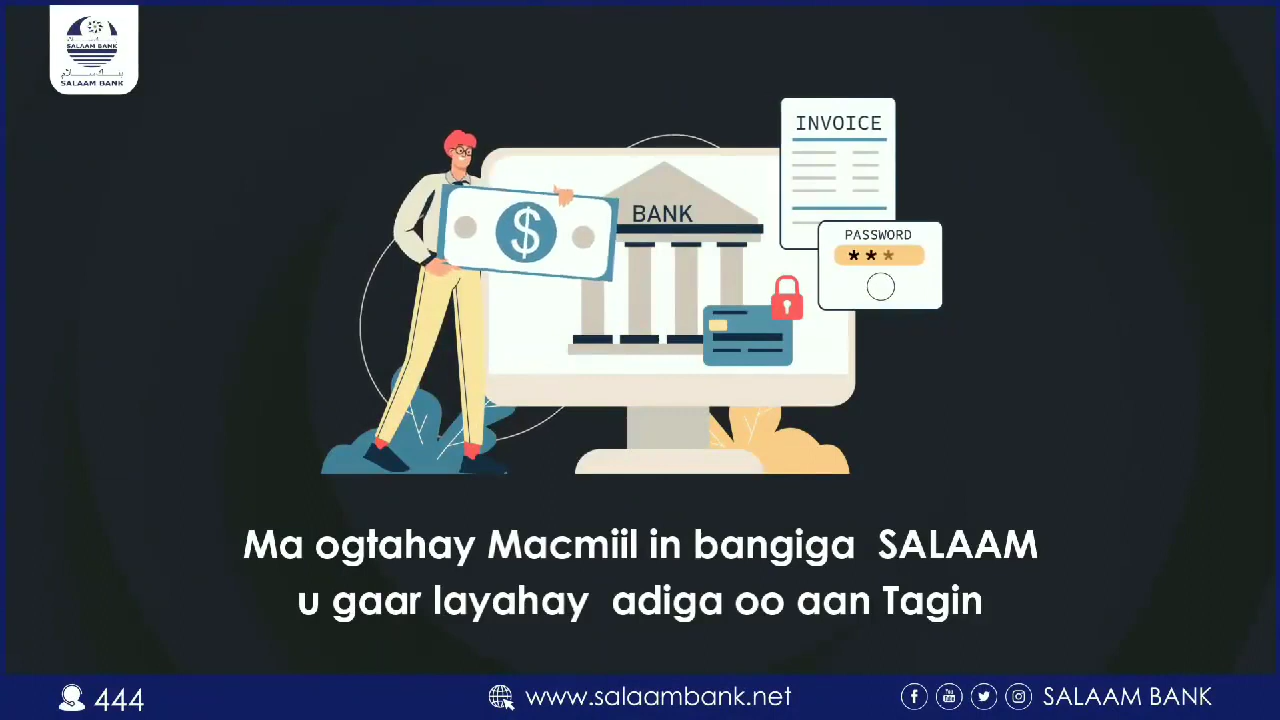 SALAAM BANK
SALAAM BANK
INVOICE
BANK
PASSWORD
***
Ma ogtahay Macmiil in bangiga SALAAM
u gaar layahay adiga oo aan Tagin
444
www.salaambank.net
SALAAM BANK